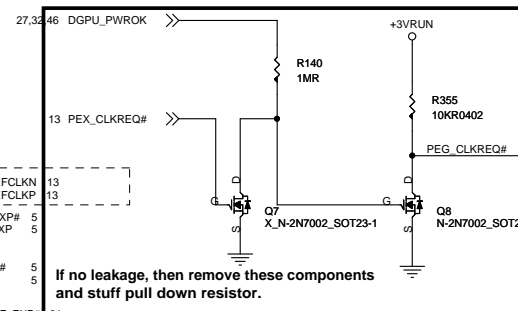 27,32,46 DGPU_PWROK
+3VRUN
R140
1MR
R355
10KR0402
13 PEX_CLKREQ#
PEG_CLKREQ#
EFCLKN 13
EFCLKP 13
D
D
G
G
Q7
X_N-2N7002_SOT23-1
Q8
N-2N7002_SOT2
S
S
XP# 5
XP 5
# 5
5
If no leakage, then remove these components
and stuff pull down resistor.